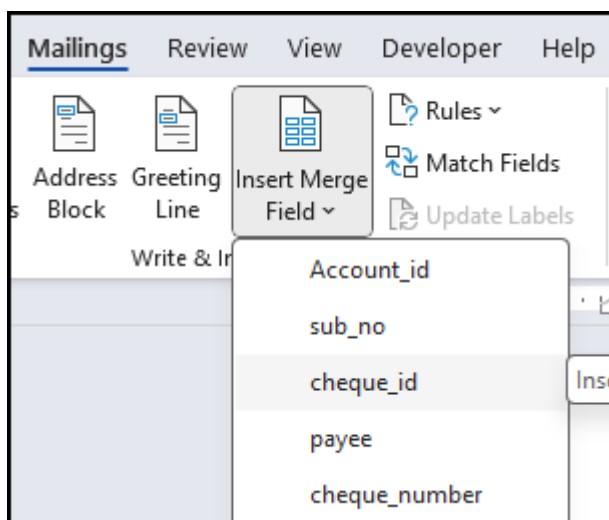 Mailings Review View Developer Help
Address Block
Greeting Line
Insert Merge Field
Rules
Match Fields
Update Labels
Write &
Account_id
sub_no
cheque_id
payee
cheque_number